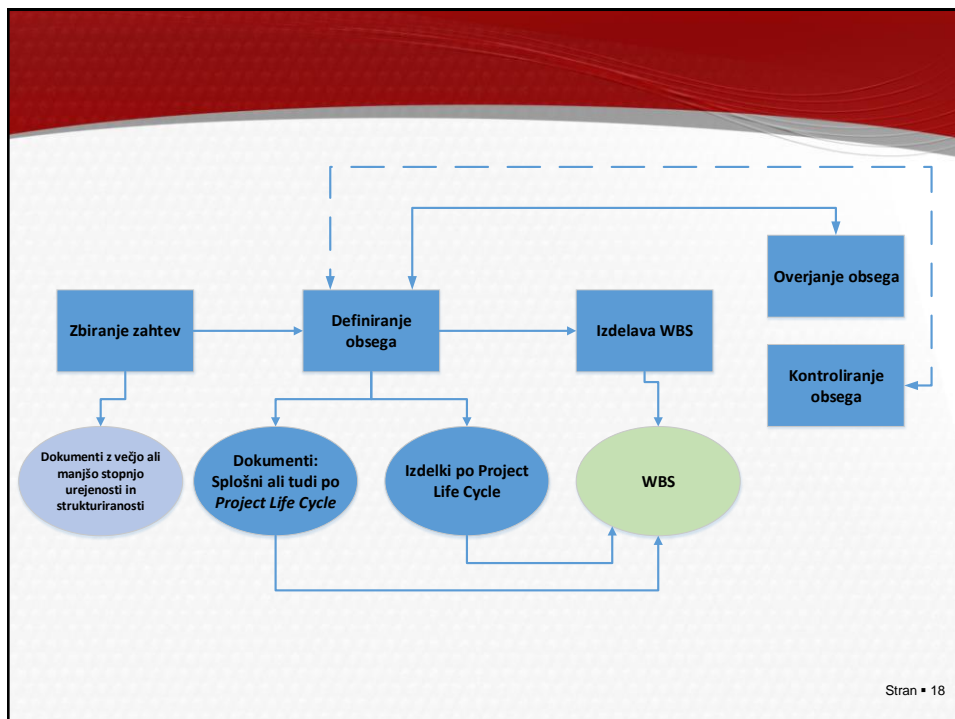 Zbiranje zahtev
Definiranje
obsega
Izdelava WBS
Overjanje obsega
Kontroliranje
obsega
Dokumenti z večjo ali
manjšo stopnjo
urejenosti in
strukturiranosti
Dokumenti:
Splošni ali tudi po
Project Life Cycle
Izdelki po Project
Life Cycle
WBS
Stran ▪ 18